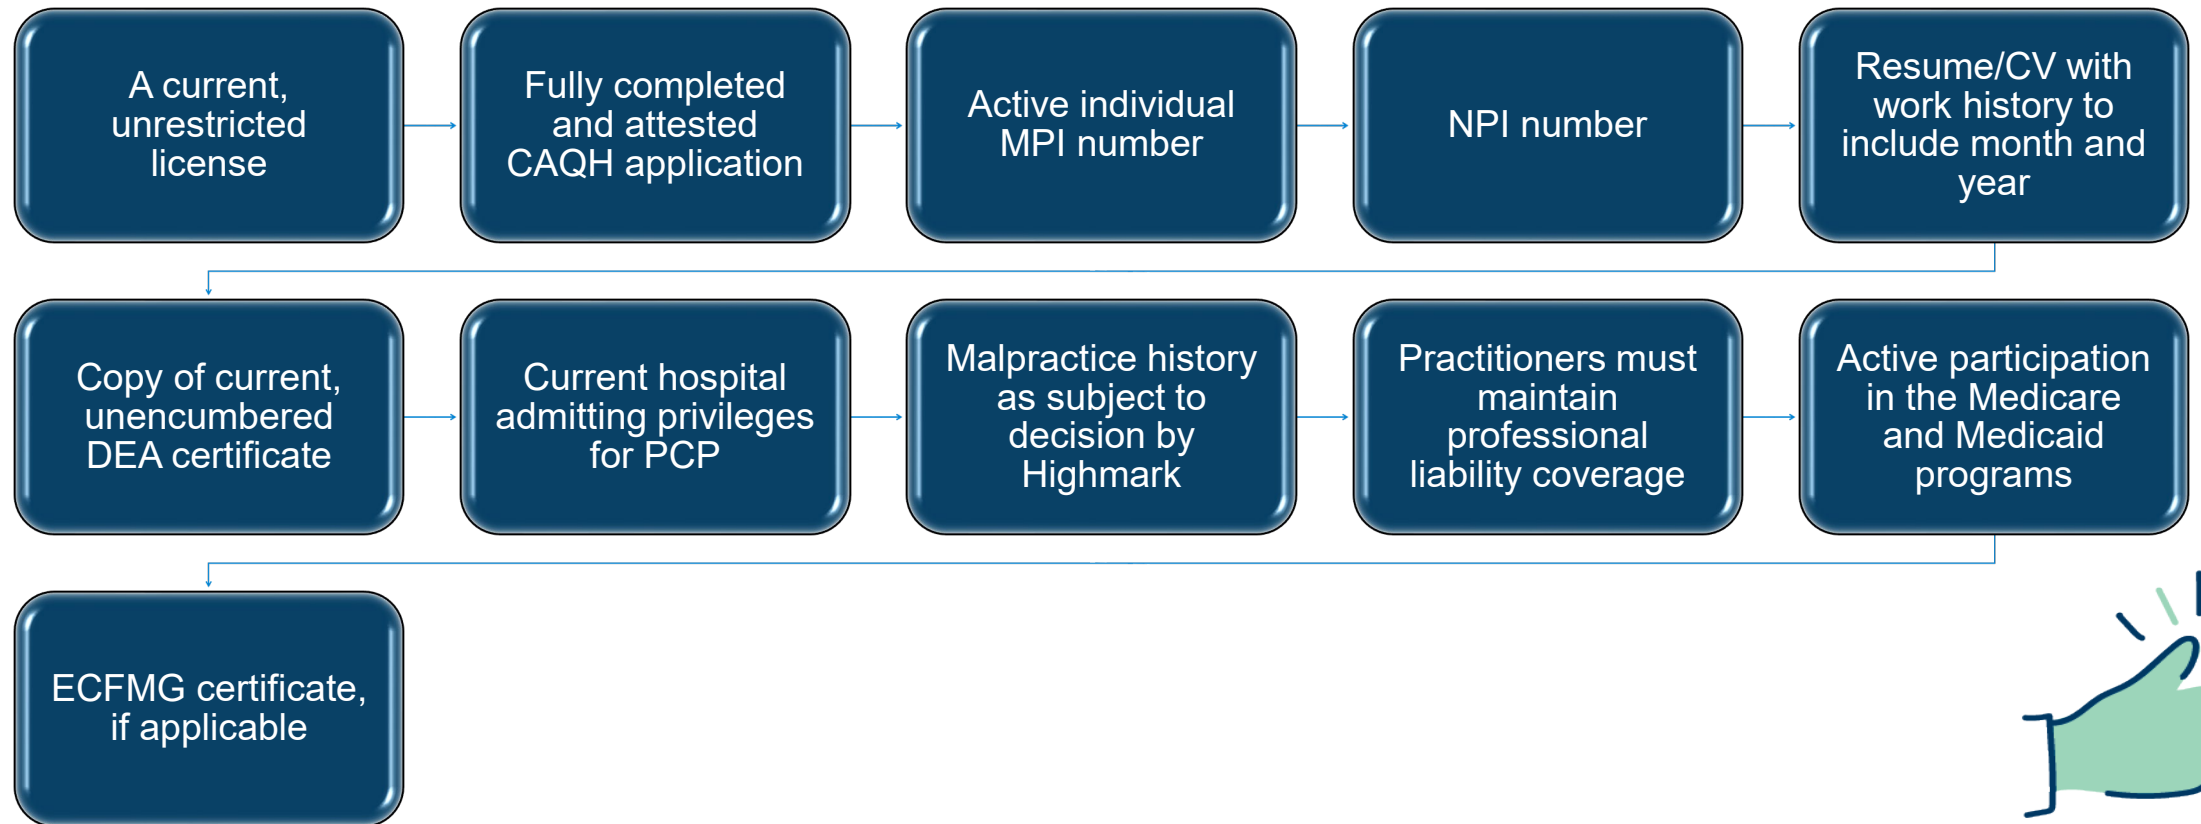 A current,
unrestricted
license
Fully completed
and attested
CAQH application
Active individual
MPI number
NPI number
Resume/CV with
work history to
include month and
year
Copy of current,
unencumbered
DEA certificate
Current hospital
admitting privileges
for PCP
Malpractice history
as subject to
decision by
Highmark
Practitioners must
maintain
professional
liability coverage
Active participation
in the Medicare
and Medicaid
programs
ECFMG certificate,
if applicable